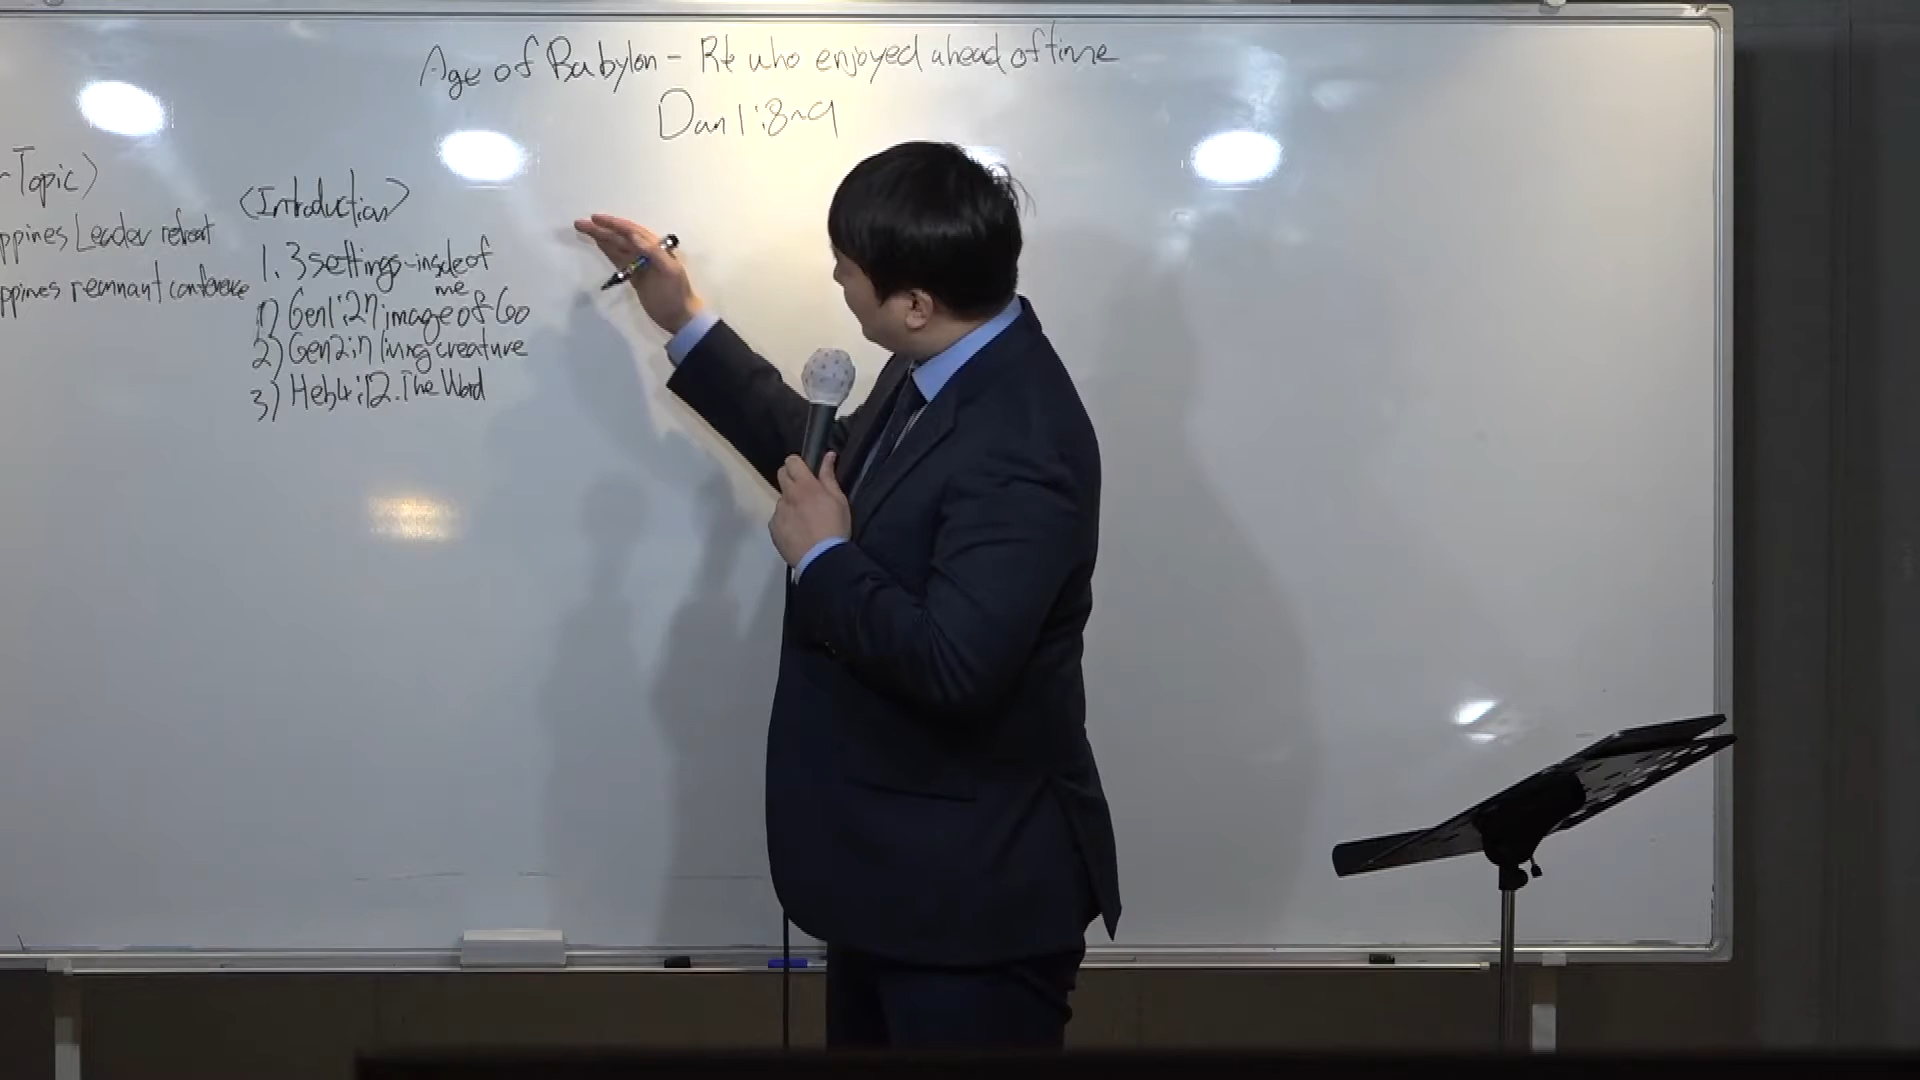 Age of Babylon - Rt who enjoyed ahead of time
Dan 1:8~9
Topic>
ppines Leader retreat
ppines remnant conference
<Introduction>
1. 3 settings - inside of me
1) Gen1:27 image of Go
2) Gen2:7 living creature
3) Heb4:12. The Word